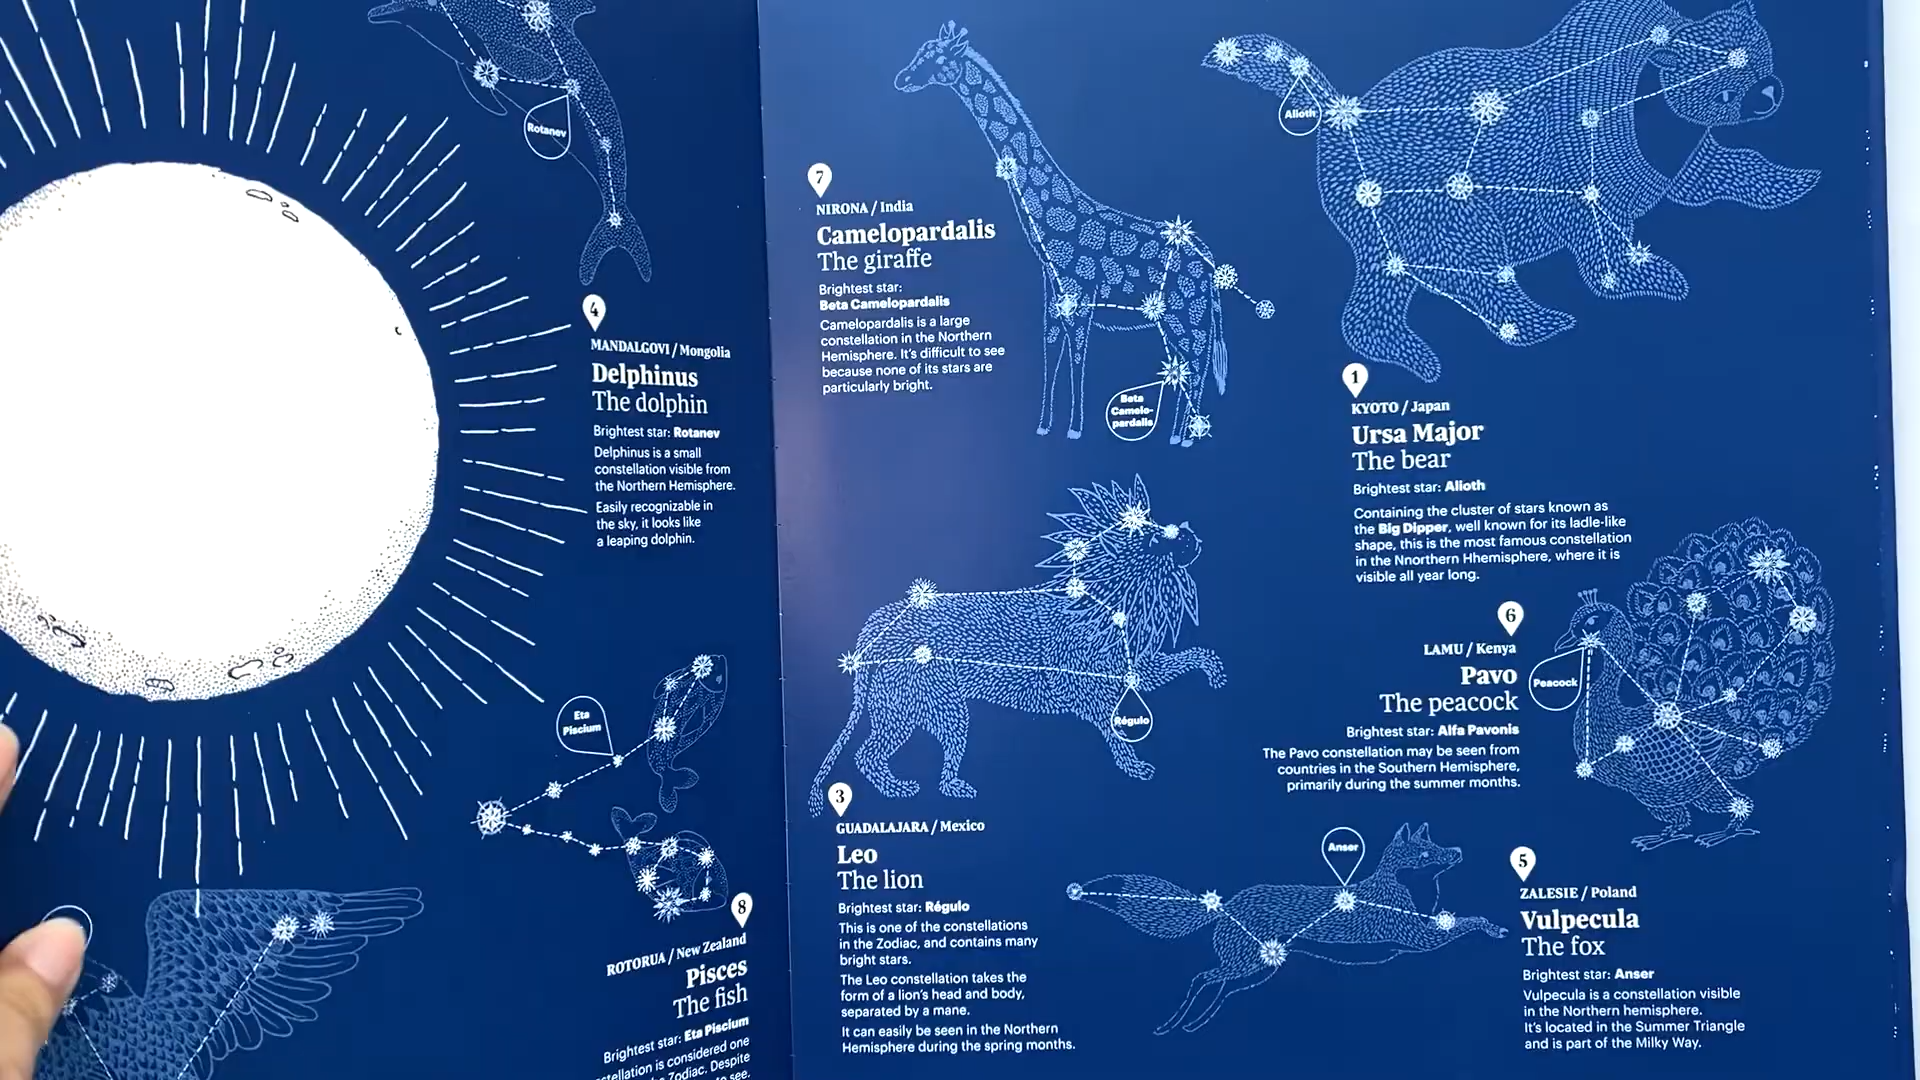 Rotanev
4
MANDALGOVI / Mongolia
Delphinus
The dolphin
Brightest star: Rotanev
Delphinus is a small
constellation visible from
the Northern Hemisphere.
Easily recognizable in
the sky, it looks like
a leaping dolphin.
Eta
Piscium
8
ROTORUA / New Zealand
Pisces
The fish
Brightest star: Eta Piscium
is considered one
Zodiac. Despite
see.
7
NIRONA / India
Camelopardalis
The giraffe
Brightest star:
Beta Camelopardalis
Camelopardalis is a large
constellation in the Northern
Hemisphere. It's difficult to see
because none of its stars are
particularly bright.
Beta
Camelo-
pardalis
Alioth
1
KYOTO / Japan
Ursa Major
The bear
Brightest star: Alioth
Containing the cluster of stars known as
the Big Dipper, well known for its ladle-like
shape, this is the most famous constellation
in the Nnorthern Hhemisphere, where it is
visible all year long.
Régulo
3
GUADALAJARA / Mexico
Leo
The lion
Brightest star: Régulo
This is one of the constellations
in the Zodiac, and contains many
bright stars.
The Leo constellation takes the
form of a lion's head and body,
separated by a mane.
It can easily be seen in the Northern
Hemisphere during the spring months.
6
LAMU / Kenya
Pavo
The peacock
Brightest star: Alfa Pavonis
The Pavo constellation may be seen from
countries in the Southern Hemisphere,
primarily during the summer months.
Peacock
Anser
5
ZALESIE / Poland
Vulpecula
The fox
Brightest star: Anser
Vulpecula is a constellation visible
in the Northern hemisphere.
It's located in the Summer Triangle
and is part of the Milky Way.